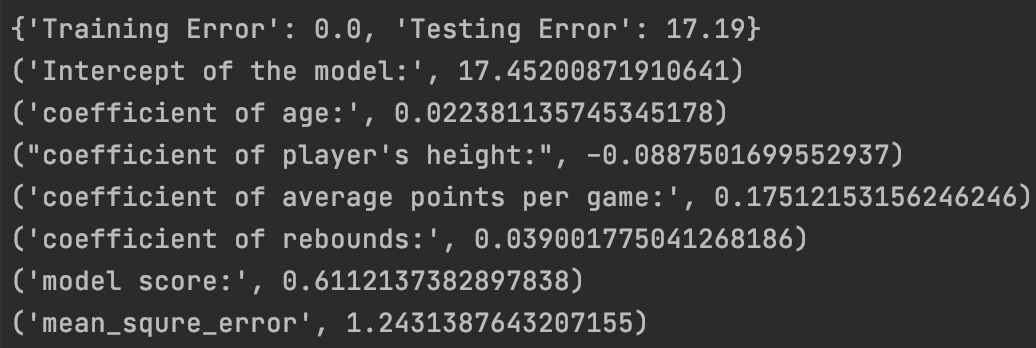 {'Training Error': 0.0, 'Testing Error': 17.19}
('Intercept of the model:', 17.45200871910641)
('coefficient of age:', 0.022381135745345178)
("coefficient of player's height:", -0.0887501699552937)
('coefficient of average points per game:', 0.17512153156246246)
('coefficient of rebounds:', 0.039001775041268186)
('model score:', 0.61121373828978​38)
('mean_squre_error', 1.2431387643207155)